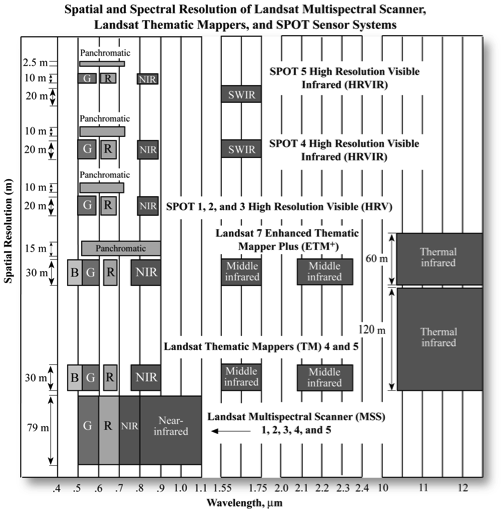 Spatial and Spectral Resolution of Landsat Multispectral Scanner,
Landsat Thematic Mappers, and SPOT Sensor Systems
Panchromatic
2.5 m
10 m G R NIR
20 m SWIR
SPOT 5 High Resolution Visible
Infrared (HRVIR)
Panchromatic
10 m
20 m G R NIR SWIR
SPOT 4 High Resolution Visible
Infrared (HRVIR)
Panchromatic
10 m
20 m G R NIR
SPOT 1, 2, and 3 High Resolution Visible (HRV)
Landsat 7 Enhanced Thematic
Mapper Plus (ETM+)
15 m Panchromatic
30 m B G R NIR
Middle
infrared
Middle
infrared
60 m
Thermal
infrared
120 m
Thermal
infrared
Landsat Thematic Mappers (TM) 4 and 5
30 m B G R NIR
Middle
infrared
Middle
infrared
79 m G R NIR
Near-
infrared
Landsat Multispectral Scanner (MSS)
1, 2, 3, 4, and 5
Spatial Resolution (m)
.4 .5 .6 .7 .8 .9 1.0 1.1 1.55 1.75 2.0 2.1 2.2 2.3 2.4 10 11 12
Wavelength, µm